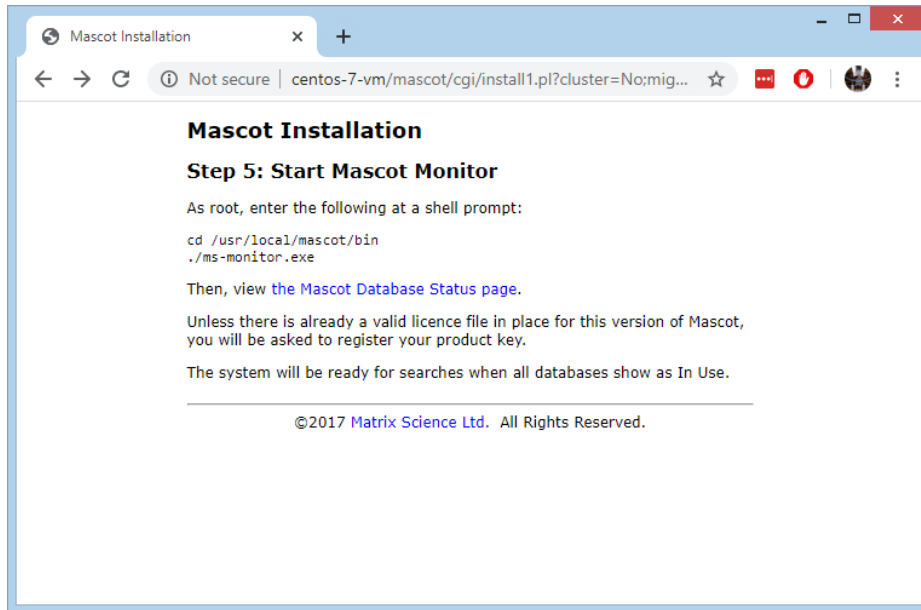 Mascot Installation
Not secure | centos-7-vm/mascot/cgi/install1.pl?cluster=No;mig...
Mascot Installation
Step 5: Start Mascot Monitor
As root, enter the following at a shell prompt:
cd /usr/local/mascot/bin
./ms-monitor.exe
Then, view the Mascot Database Status page.
Unless there is already a valid licence file in place for this version of Mascot,
you will be asked to register your product key.
The system will be ready for searches when all databases show as In Use.
©2017 Matrix Science Ltd. All Rights Reserved.